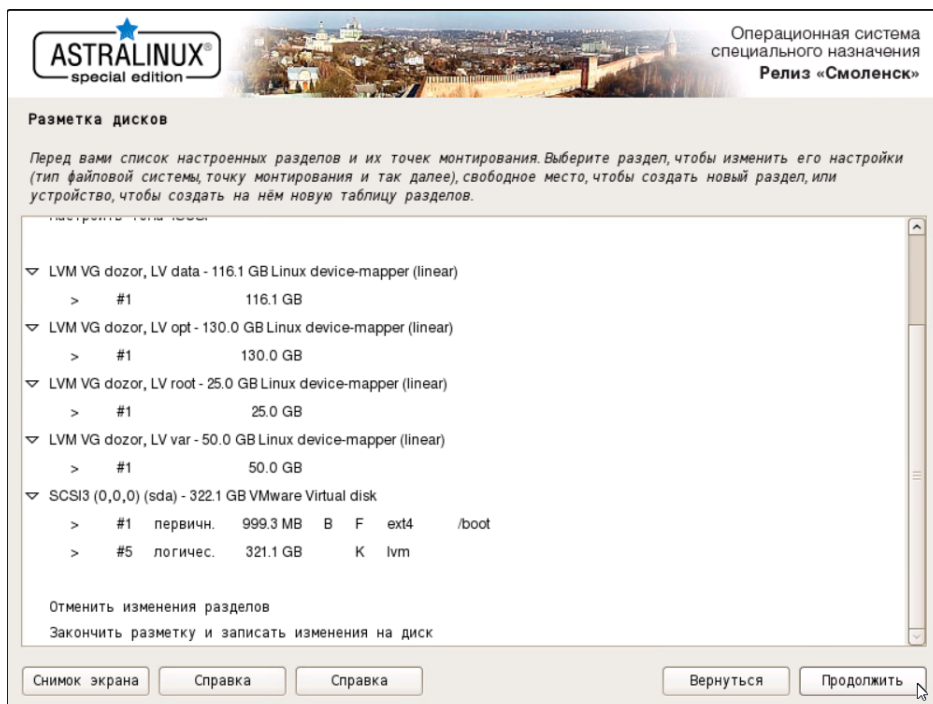 ASTRALINUX®
special edition
Операционная система
специального назначения
Релиз «Смоленск»
Разметка дисков
Перед вами список настроенных разделов и их точек монтирования. Выберите раздел, чтобы изменить его настройки
(тип файловой системы, точку монтирования и так далее), свободное место, чтобы создать новый раздел, или
устройство, чтобы создать на нём новую таблицу разделов.
Настроить тома iSCSI
LVM VG dozor, LV data - 116.1 GB Linux device-mapper (linear)
> #1 116.1 GB
LVM VG dozor, LV opt - 130.0 GB Linux device-mapper (linear)
> #1 130.0 GB
LVM VG dozor, LV root - 25.0 GB Linux device-mapper (linear)
> #1 25.0 GB
LVM VG dozor, LV var - 50.0 GB Linux device-mapper (linear)
> #1 50.0 GB
SCSI3 (0,0,0) (sda) - 322.1 GB VMware Virtual disk
> #1 первичн. 999.3 MB B F ext4 /boot
> #5 логичес. 321.1 GB K lvm
Отменить изменения разделов
Закончить разметку и записать изменения на диск
Снимок экрана Справка Справка Вернуться Продолжить